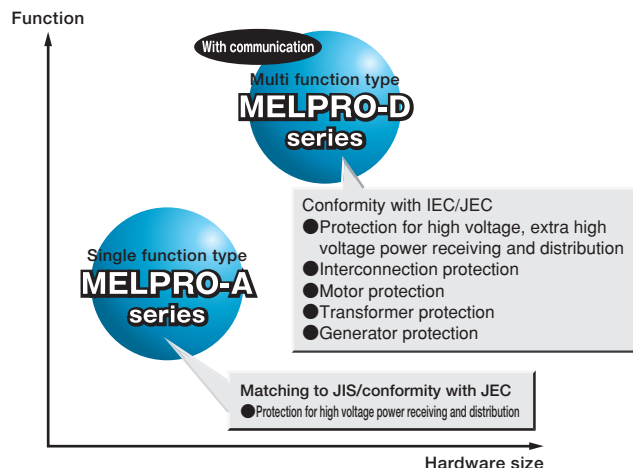 Function
With communication
Multi function type
MELPRO-D
series
Conformity with IEC/JEC
●Protection for high voltage, extra high
voltage power receiving and distribution
●Interconnection protection
●Motor protection
●Transformer protection
●Generator protection
Single function type
MELPRO-A
series
Matching to JIS/conformity with JEC
●Protection for high voltage power receiving and distribution
Hardware size